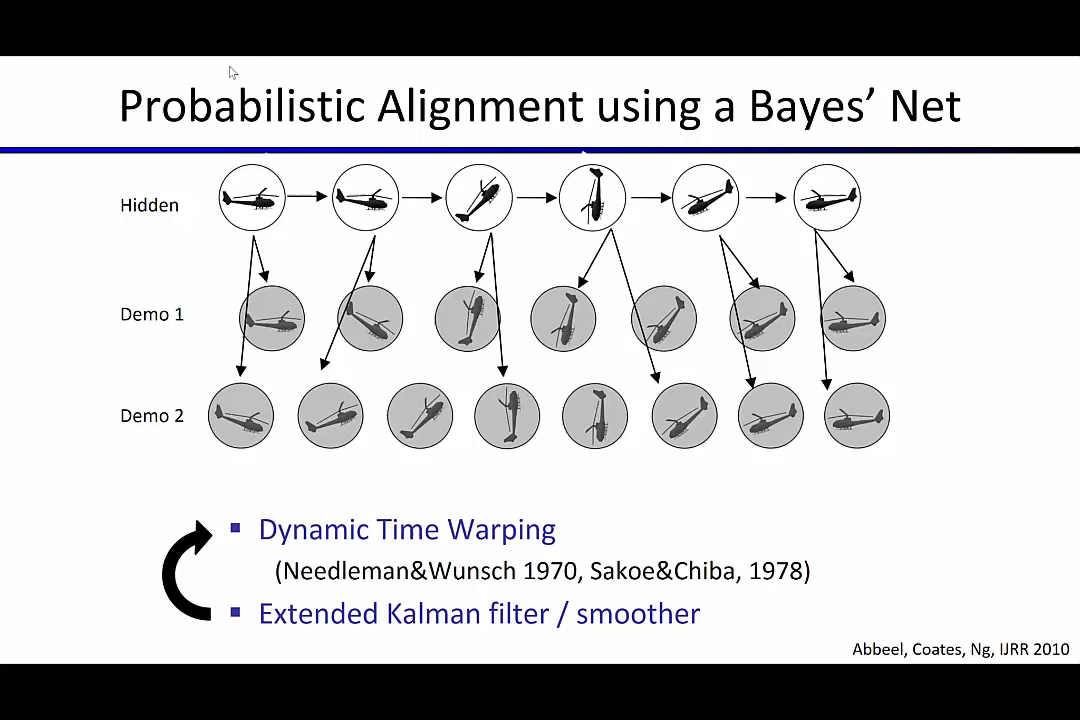 Probabilistic Alignment using a Bayes’ Net
Hidden
Demo 1
Demo 2
▪ Dynamic Time Warping
(Needleman&Wunsch 1970, Sakoe&Chiba, 1978)
▪ Extended Kalman filter / smoother
Abbeel, Coates, Ng, IJRR 2010